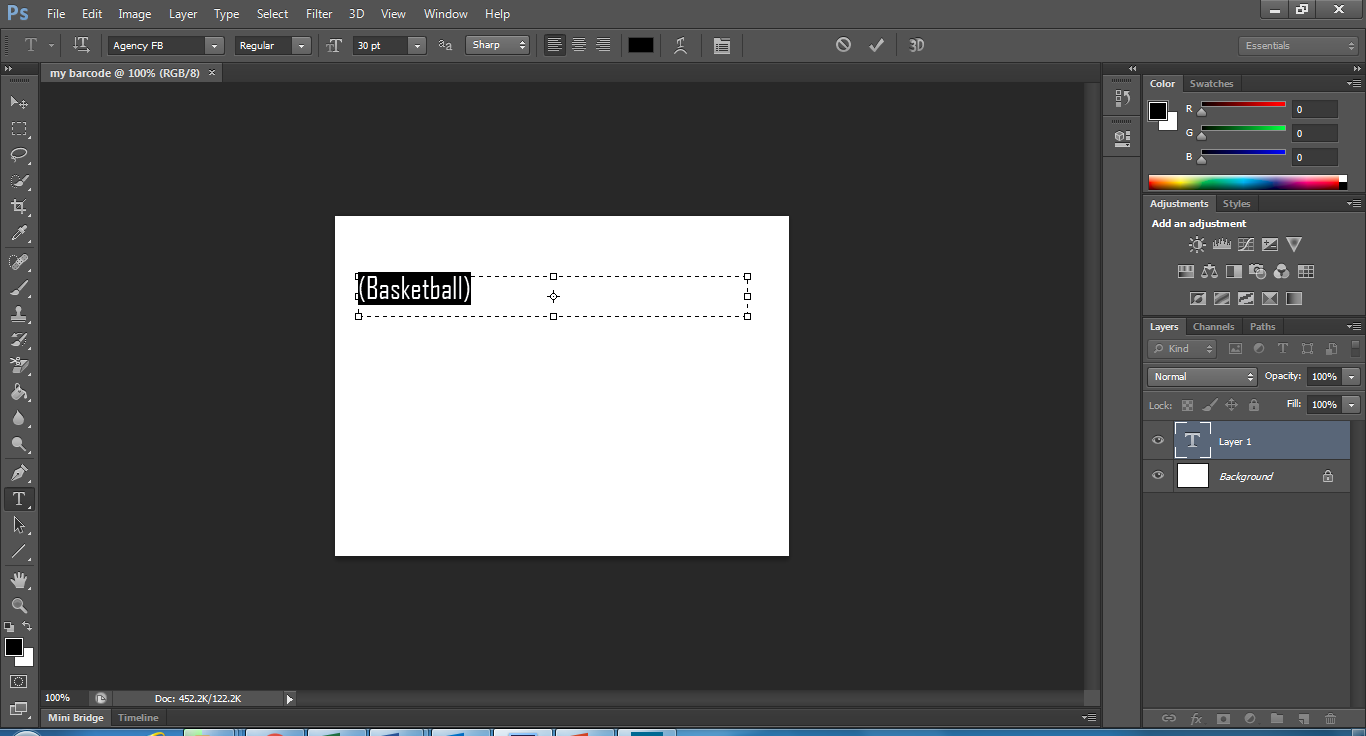 Ps File Edit Image Layer Type Select Filter 3D View Window Help
T Agency FB Regular 30 pt Sharp 3D Essentials
my barcode @ 100% (RGB/8) ×
(Basketball)
100% Doc: 452.2K/122.2K
Mini Bridge Timeline
Color Swatches
R 0
G 0
B 0
Adjustments Styles
Add an adjustment
Layers Channels Paths
Kind
Normal Opacity: 100%
Lock: Fill: 100%
T Layer 1
Background
fx